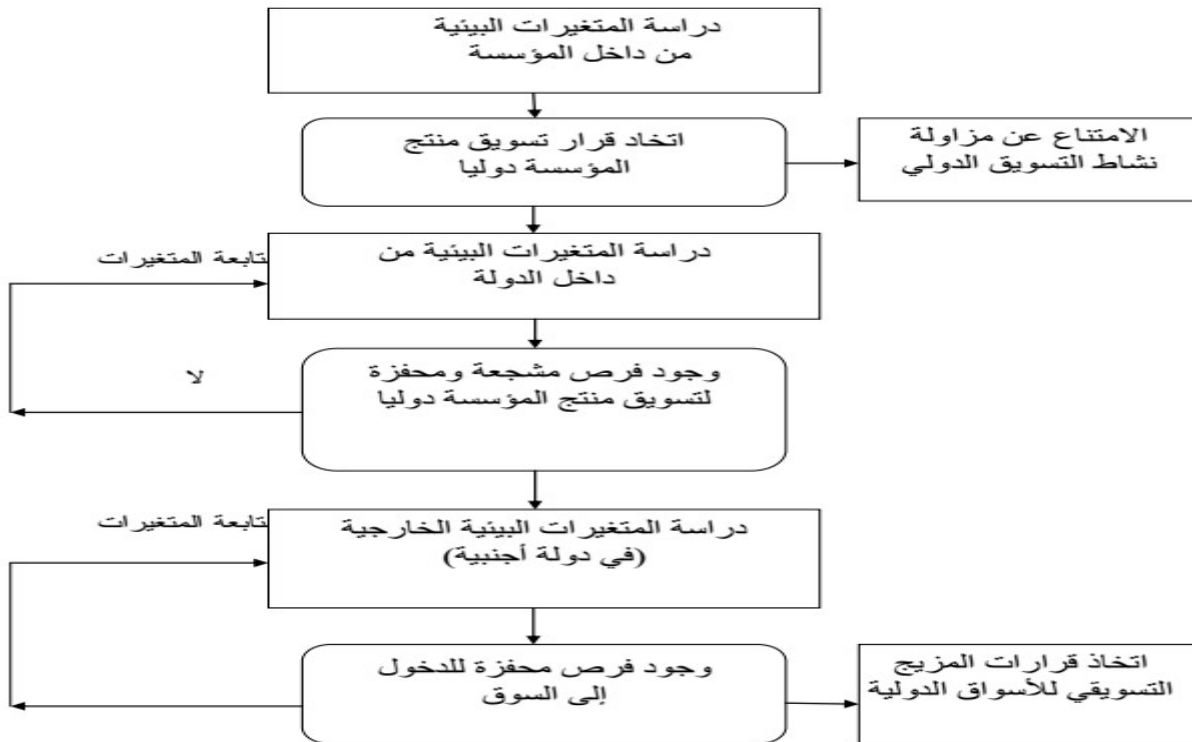 دراسة المتغيرات البيئية
من داخل المؤسسة
اتخاد قرار تسويق منتج
المؤسسة دوليا
الامتناع عن مزاولة
نشاط التسويق الدولي
دراسة المتغيرات البيئية من
داخل الدولة
تابعة المتغيرات
وجود فرص مشجعة ومحفزة
لتسويق منتج المؤسسة دوليا
لا
دراسة المتغيرات البيئية الخارجية
(في دولة أجنبية)
تابعة المتغيرات
وجود فرص محفزة للدخول
إلى السوق
اتخاذ قرارات المزيج
التسويقي للأسواق الدولية